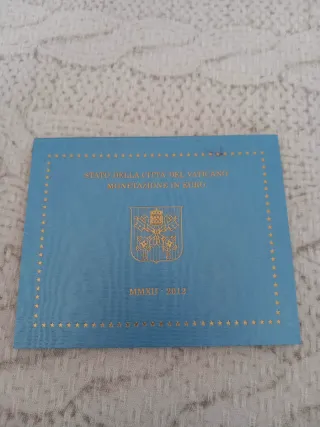 STATO DELLA CITTÀ DEL VATICANO
MONETAZIONE IN EURO
MMXII - 2012